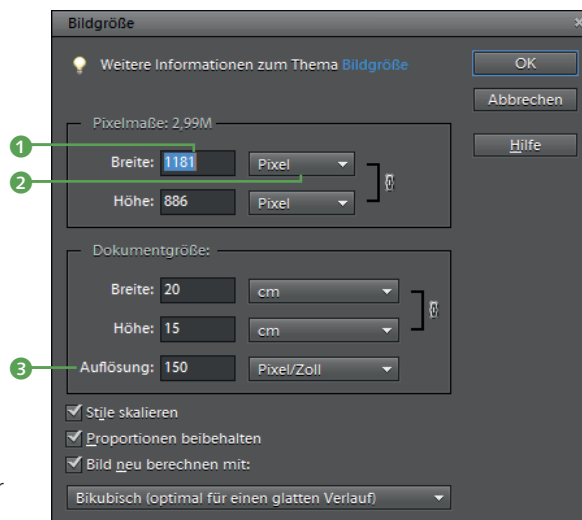 Bildgröße
Weitere Informationen zum Thema Bildgröße
OK
Abbrechen
Hilfe
Pixelmaße: 2,99M
1
Breite: 1181 Pixel
2
Höhe: 886 Pixel
Dokumentgröße:
Breite: 20 cm
Höhe: 15 cm
3
Auflösung: 150 Pixel/Zoll
Stile skalieren
Proportionen beibehalten
Bild neu berechnen mit:
Bikubisch (optimal für einen glatten Verlauf)